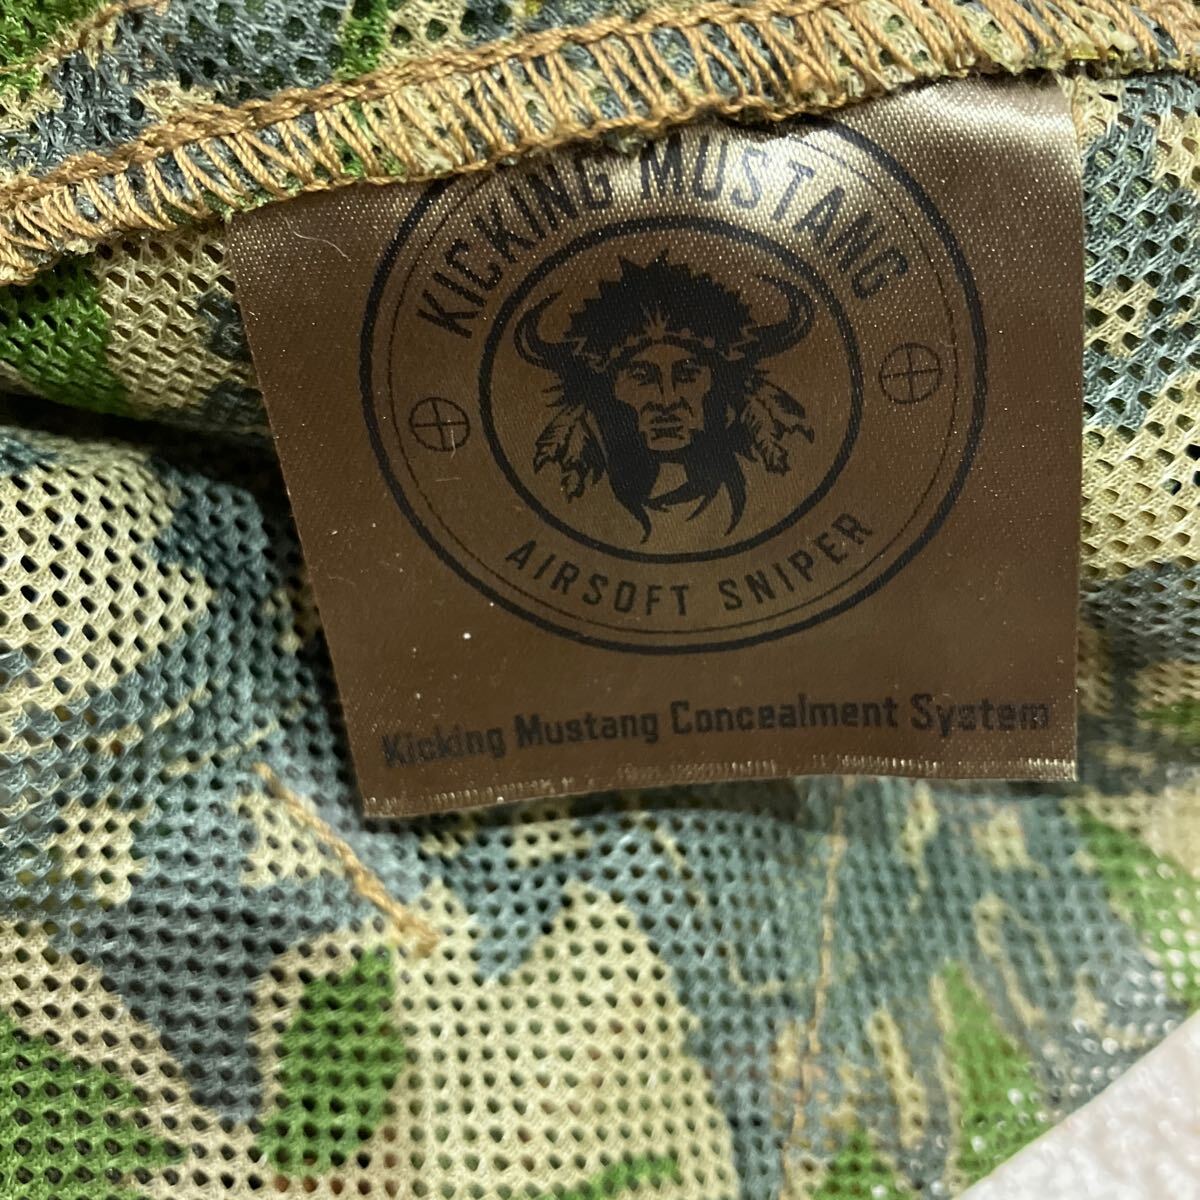 KICKING MUSTANG
AIRSOFT SNIPER
Kicking Mustang Concealment System